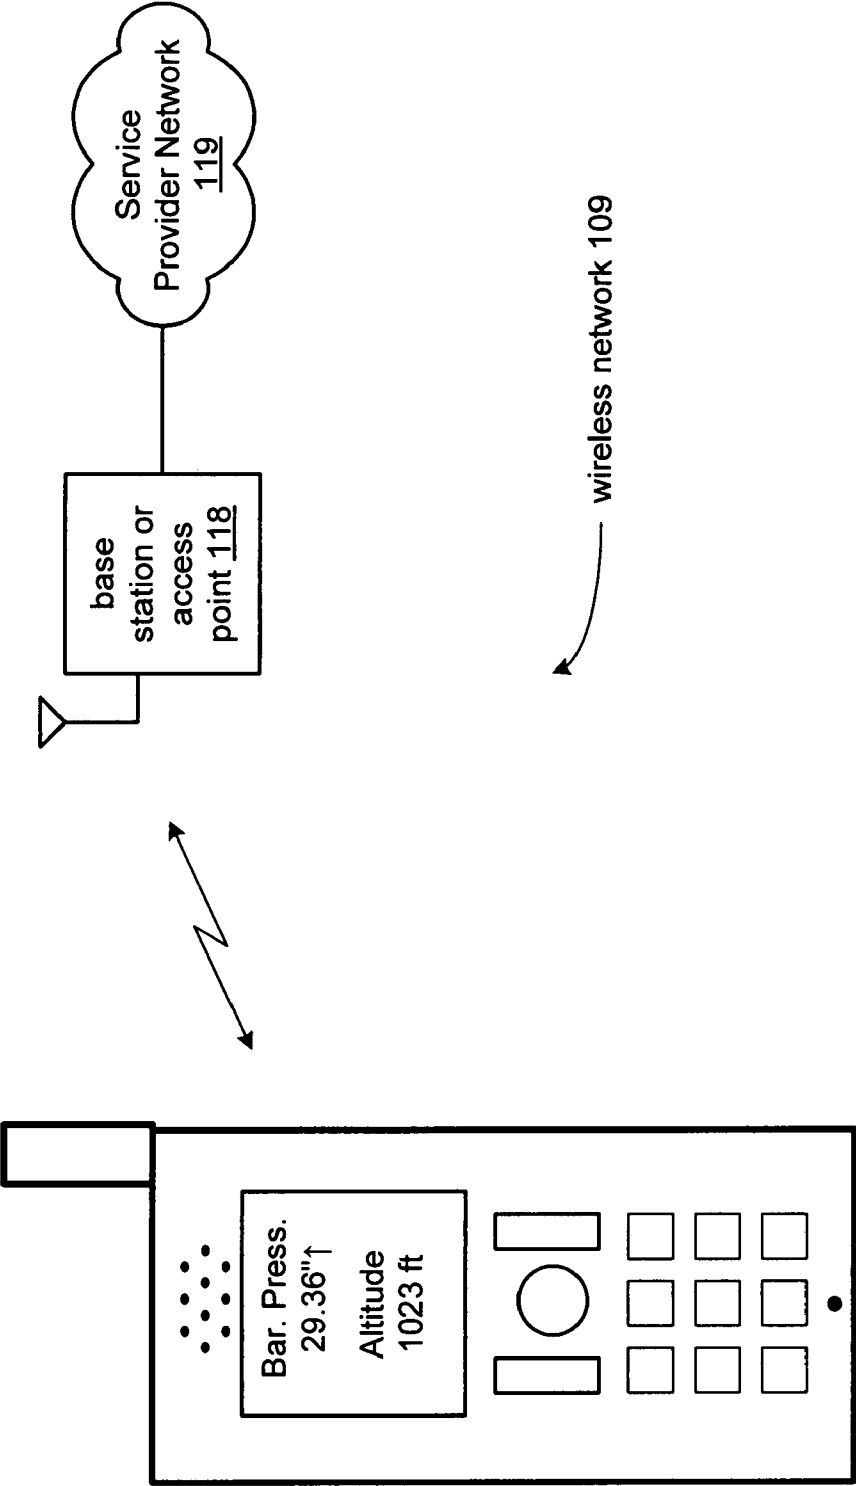 Bar. Press.
29.36"↑
Altitude
1023 ft
base
station or
access
point 118
Service
Provider Network
119
wireless network 109